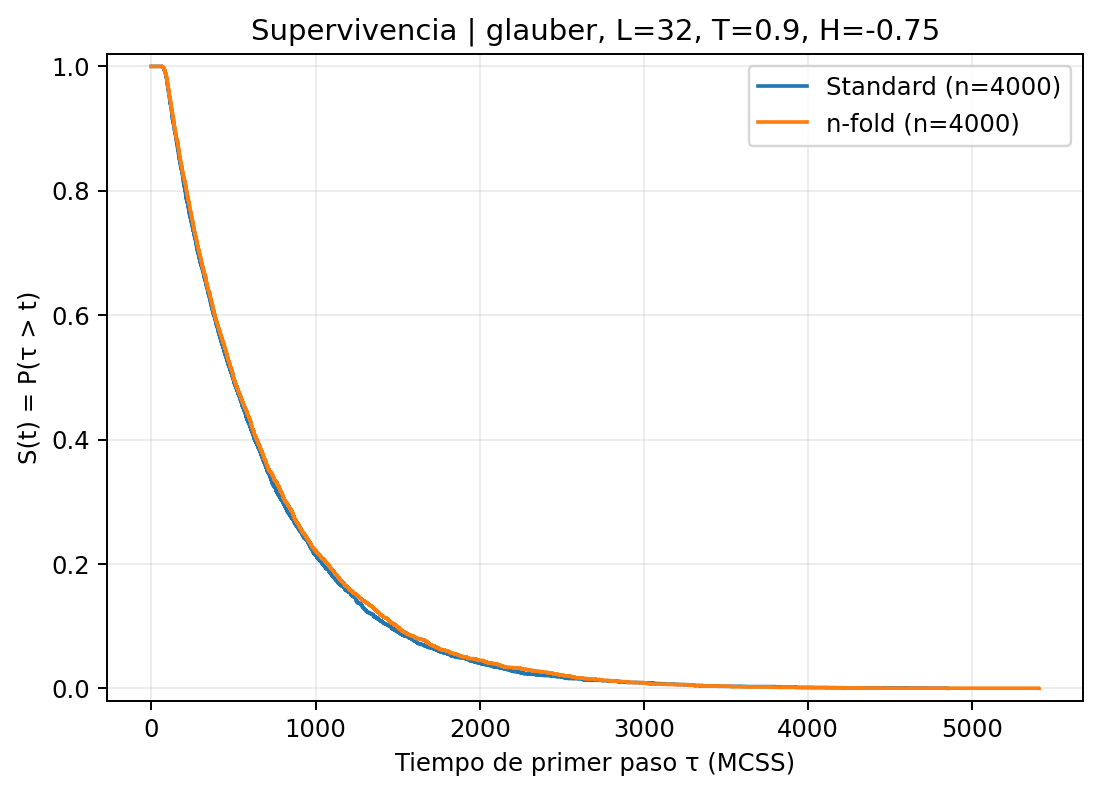 Supervivencia | glauber, L=32, T=0.9, H=-0.75
Standard (n=4000)
n-fold (n=4000)
S(t) = P(τ > t)
1.0
0.8
0.6
0.4
0.2
0.0
0
1000
2000
3000
4000
5000
Tiempo de primer paso τ (MCSS)